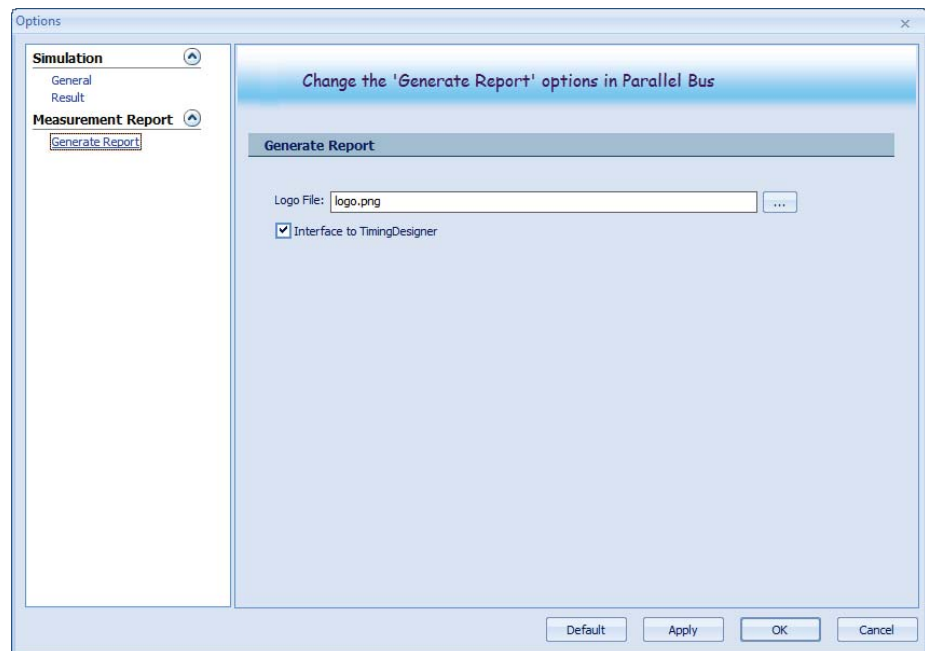 Options
Simulation
General
Result
Measurement Report
Generate Report
Change the 'Generate Report' options in Parallel Bus
Generate Report
Logo File: logo.png ...
Interface to TimingDesigner
Default Apply OK Cancel